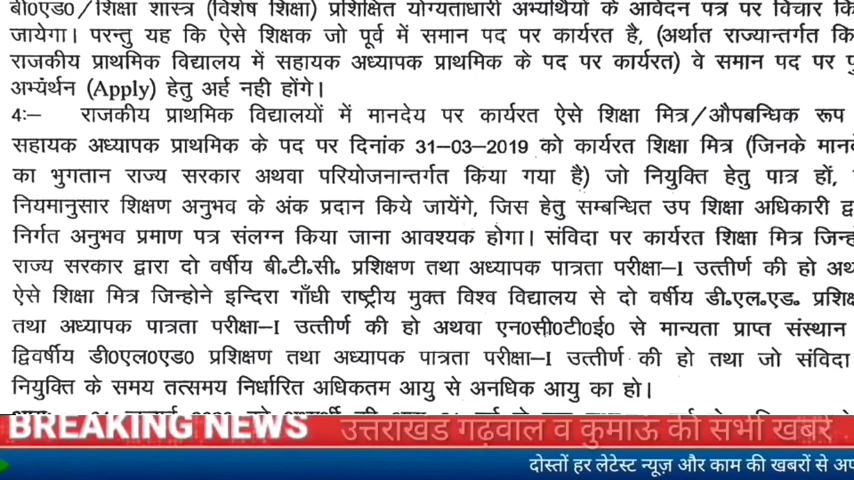 बी0एड0/शिक्षा शास्त्र (विशेष शिक्षा) प्रशिक्षित योग्यताधारी अभ्यर्थियों के आवेदन पत्र पर विचार
जायेगा। परन्तु यह कि ऐसे शिक्षक जो पूर्व में समान पद पर कार्यरत है, (अर्थात राज्यान्तर्गत
राजकीय प्राथमिक विद्यालय में सहायक अध्यापक प्राथमिक के पद पर कार्यरत) वे समान पद पर
अभ्यंर्थन (Apply) हेतु अर्ह नही होंगे।
4:– राजकीय प्राथमिक विद्यालयों में मानदेय पर कार्यरत ऐसे शिक्षा मित्र/औपबन्धिक रूप
सहायक अध्यापक प्राथमिक के पद पर दिनांक 31–03–2019 को कार्यरत शिक्षा मित्र (जिनके
का भुगतान राज्य सरकार अथवा परियोजनान्तर्गत किया गया है) जो नियुक्ति हेतु पात्र हों,
नियमानुसार शिक्षण अनुभव के अंक प्रदान किये जायेंगे, जिस हेतु सम्बन्धित उप शिक्षा अधिकारी
निर्गत अनुभव प्रमाण पत्र संलग्न किया जाना आवश्यक होगा। संविदा पर कार्यरत शिक्षा मित्र
राज्य सरकार द्वारा दो वर्षीय बी०टी०सी० प्रशिक्षण तथा अध्यापक पात्रता परीक्षा–I उत्तीर्ण की हो
ऐसे शिक्षा मित्र जिन्होने इन्दिरा गाँधी राष्ट्रीय मुक्त विश्व विद्यालय से दो वर्षीय डी०एल०एड०
तथा अध्यापक पात्रता परीक्षा–I उत्तीर्ण की हो अथवा एन0सी0टी0ई0 से मान्यता प्राप्त संस्थान
द्विवर्षीय डी0एल0एड0 प्रशिक्षण तथा अध्यापक पात्रता परीक्षा–I उत्तीर्ण की हो तथा जो संविदा
नियुक्ति के समय तत्समय निर्धारित अधिकतम आयु से अनधिक आयु का हो।
BREAKING NEWS उत्तराखंड गढ़वाल व कुमाऊ की सभी खबरें
दोस्तों हर लेटेस्ट न्यूज़ और काम की खबरों से